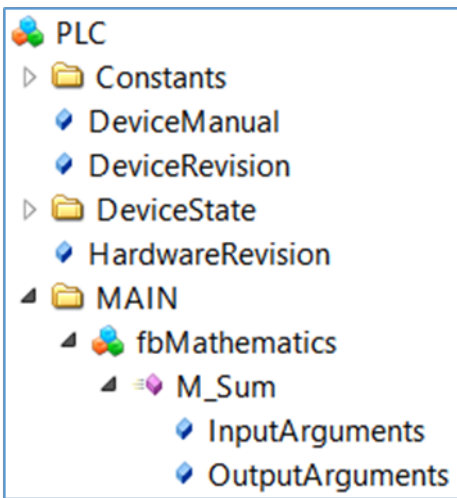 PLC
Constants
DeviceManual
DeviceRevision
DeviceState
HardwareRevision
MAIN
fbMathematics
M_Sum
InputArguments
OutputArguments